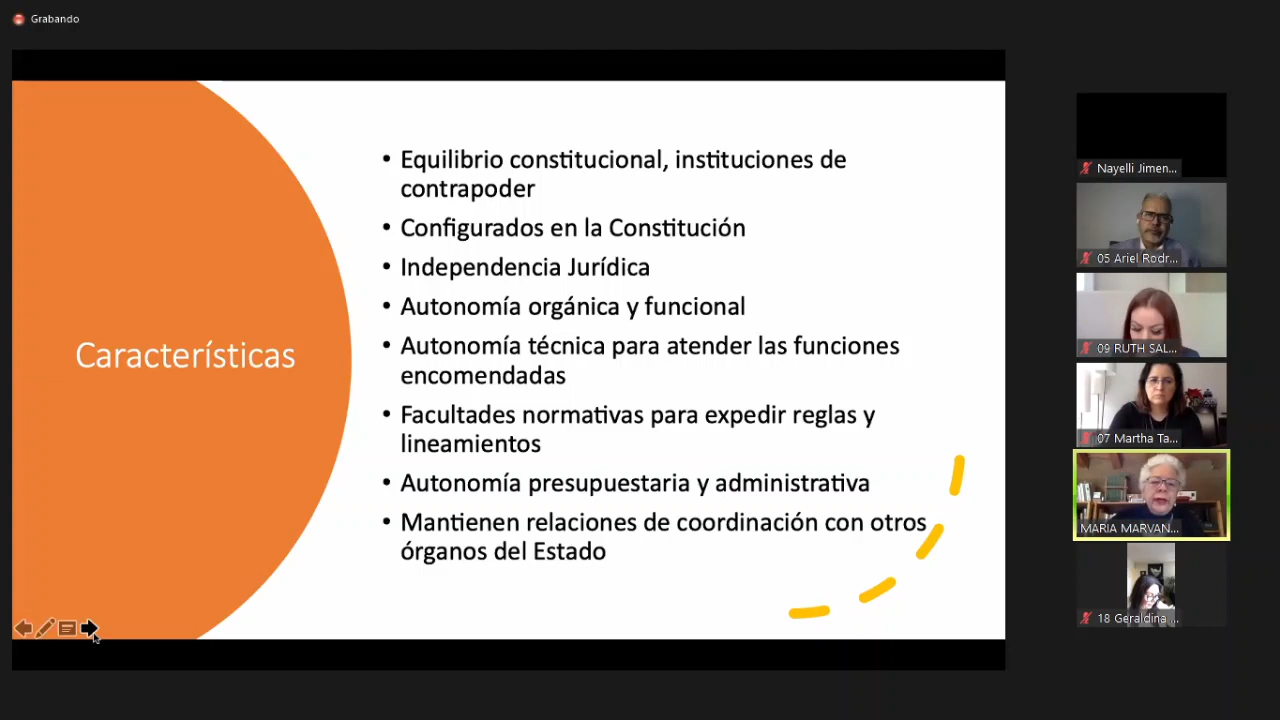 Grabando
Características
• Equilibrio constitucional, instituciones de
contrapoder
• Configurados en la Constitución
• Independencia Jurídica
• Autonomía orgánica y funcional
• Autonomía técnica para atender las funciones
encomendadas
• Facultades normativas para expedir reglas y
lineamientos
• Autonomía presupuestaria y administrativa
• Mantienen relaciones de coordinación con otros
órganos del Estado
Nayelli Jimen...
05 Ariel Rodr...
09 RUTH SAL...
07 Martha Ta...
MARIA MARVAN...
18 Geraldina ...